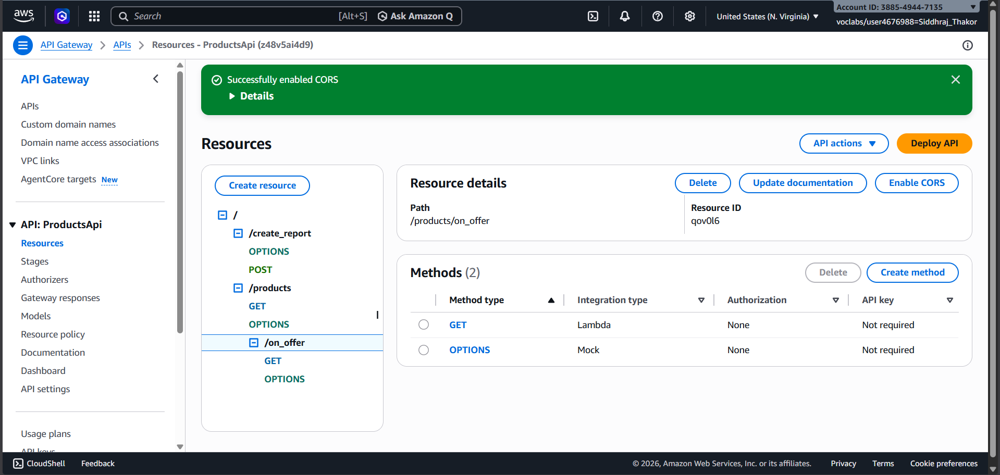 aws
Search [Alt+S] Ask Amazon Q
United States (N. Virginia)
Account ID: 3885-4944-7135
voclabs/user4676988=Siddhraj_Thakor
API Gateway > APIs > Resources - ProductsApi (z48v5ai4d9)
API Gateway
APIs
Custom domain names
Domain name access associations
VPC links
AgentCore targets New
API: ProductsApi
Resources
Stages
Authorizers
Gateway responses
Models
Resource policy
Documentation
Dashboard
API settings
Usage plans
API keys
Successfully enabled CORS
Details
Resources
API actions
Deploy API
Create resource
/
/create_report
OPTIONS
POST
/products
GET
OPTIONS
/on_offer
GET
OPTIONS
Resource details
Delete
Update documentation
Enable CORS
Path
/products/on_offer
Resource ID
qov0l6
Methods (2)
Delete
Create method
Method type Integration type Authorization API key
GET Lambda None Not required
OPTIONS Mock None Not required
CloudShell Feedback
© 2026, Amazon Web Services, Inc. or its affiliates. Privacy Terms Cookie preferences